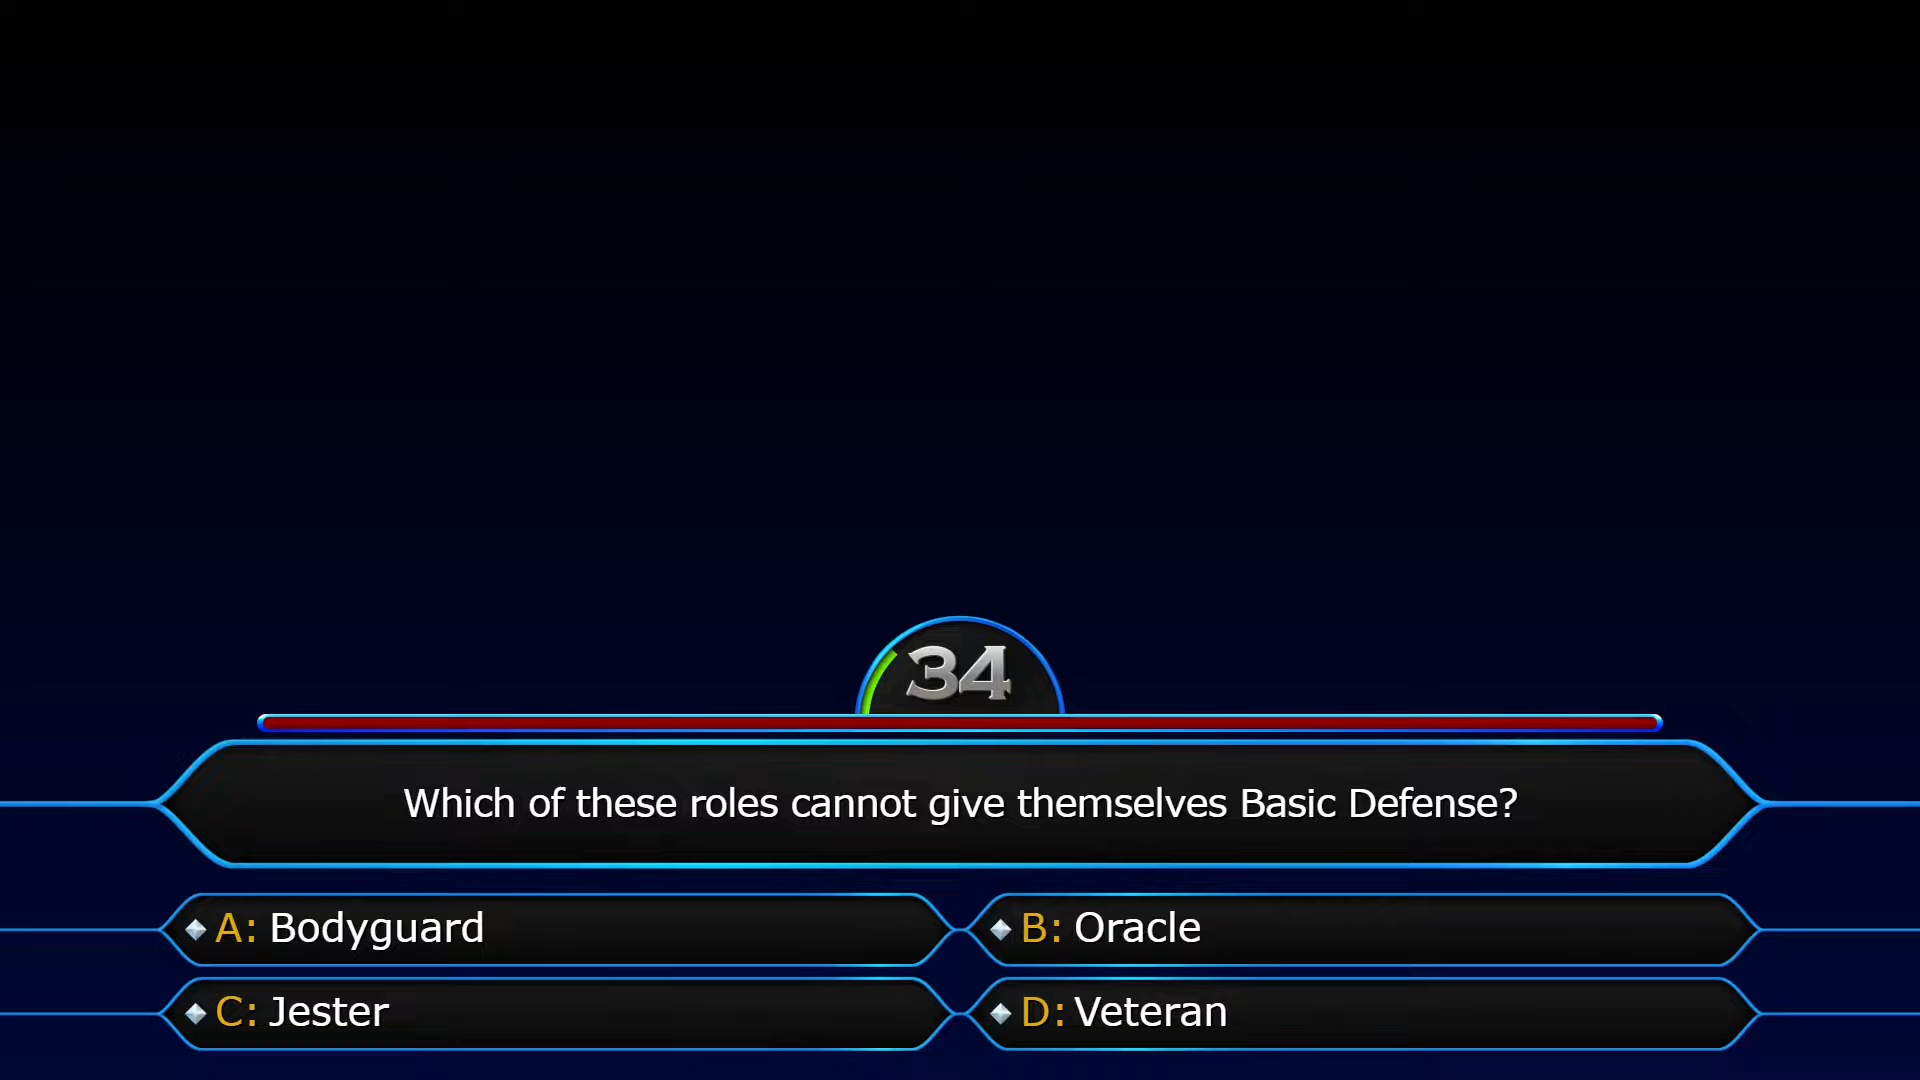 34
Which of these roles cannot give themselves Basic Defense?
A: Bodyguard
B: Oracle
C: Jester
D: Veteran